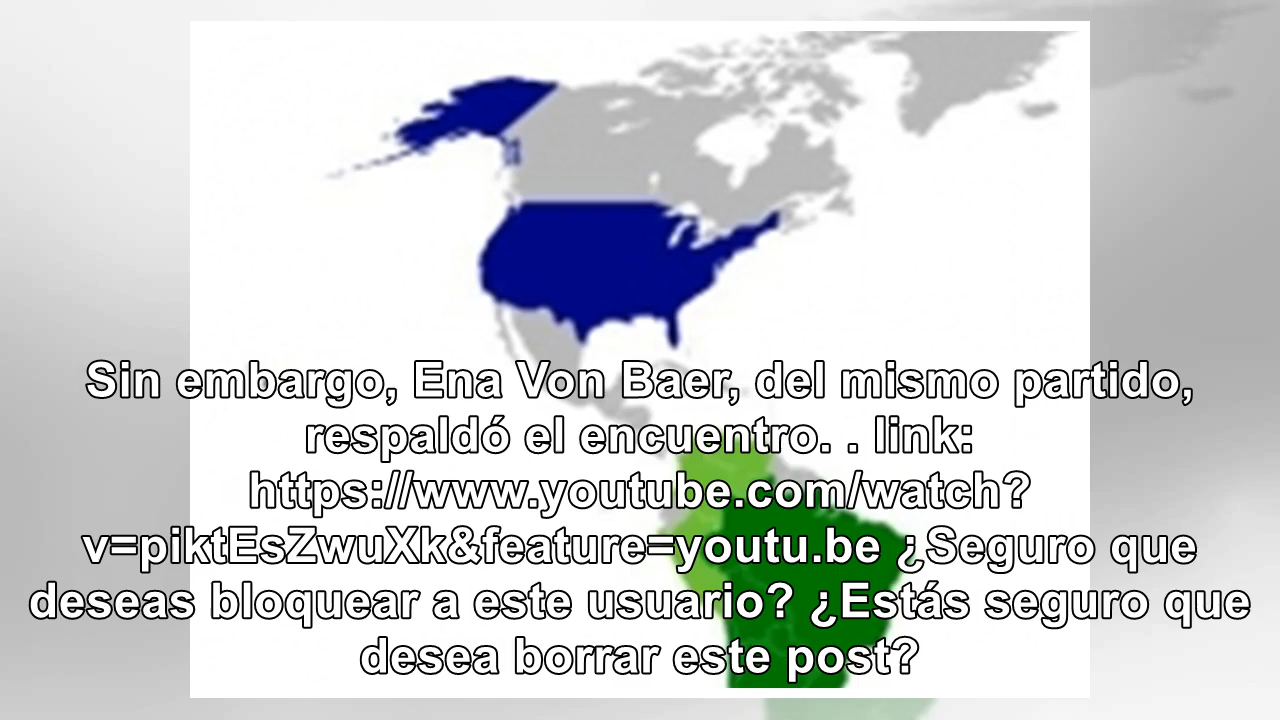 Sin embargo, Ena Von Baer, del mismo partido,
respaldó el encuentro. . link:
https://www.youtube.com/watch?
v=piktEsZwuXk&feature=youtu.be ¿Seguro que
deseas bloquear a este usuario? ¿Estás seguro que
desea borrar este post?